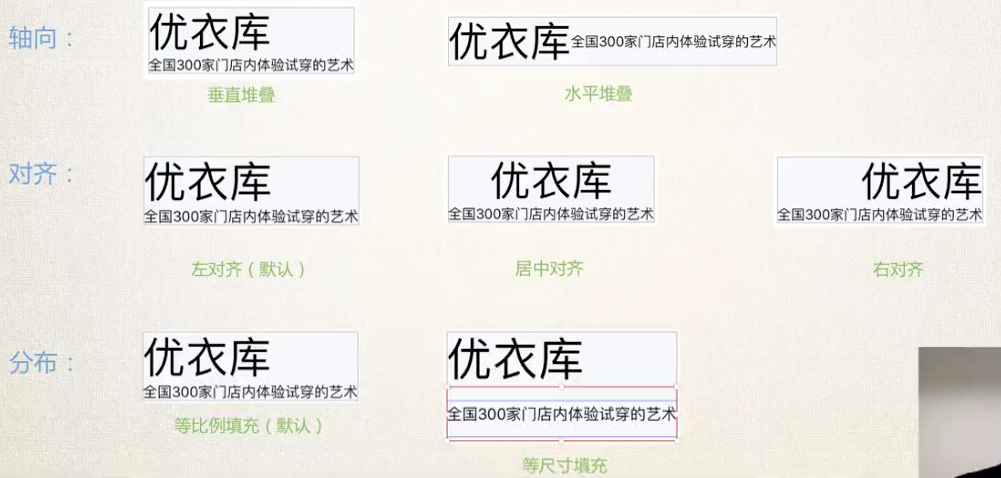 轴向：
优衣库
全国300家门店内体验试穿的艺术
垂直堆叠
优衣库全国300家门店内体验试穿的艺术
水平堆叠
对齐：
优衣库
全国300家门店内体验试穿的艺术
左对齐（默认）
优衣库
全国300家门店内体验试穿的艺术
居中对齐
优衣库
全国300家门店内体验试穿的艺术
右对齐
分布：
优衣库
全国300家门店内体验试穿的艺术
等比例填充（默认）
优衣库
全国300家门店内体验试穿的艺术
等尺寸填充